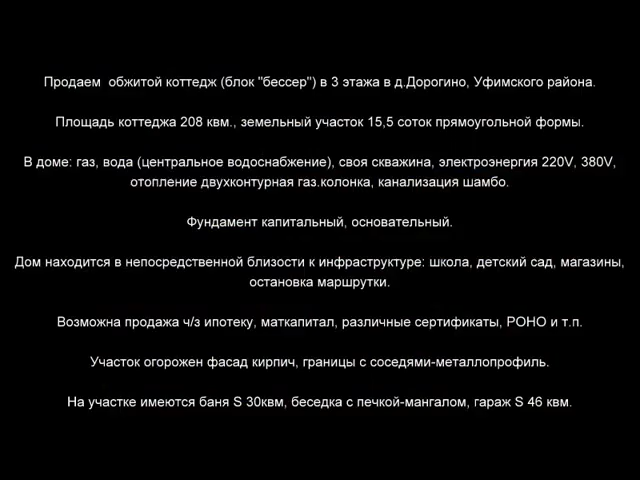 Продаем  обжитой коттедж (блок "бессер") в 3 этажа в д.Дорогино, Уфимского района.
Площадь коттеджа 208 квм., земельный участок 15,5 соток прямоугольной формы.
В доме: газ, вода (центральное водоснабжение), своя скважина, электроэнергия 220V, 380V,
отопление двухконтурная газ.колонка, канализация шамбо.
Фундамент капитальный, основательный.
Дом находится в непосредственной близости к инфраструктуре: школа, детский сад, магазины,
остановка маршрутки.
Возможна продажа ч/з ипотеку, маткапитал, различные сертификаты, РОНО и т.п.
Участок огорожен фасад кирпич, границы с соседями-металлопрофиль.
На участке имеются баня S 30квм, беседка с печкой-мангалом, гараж S 46 квм.